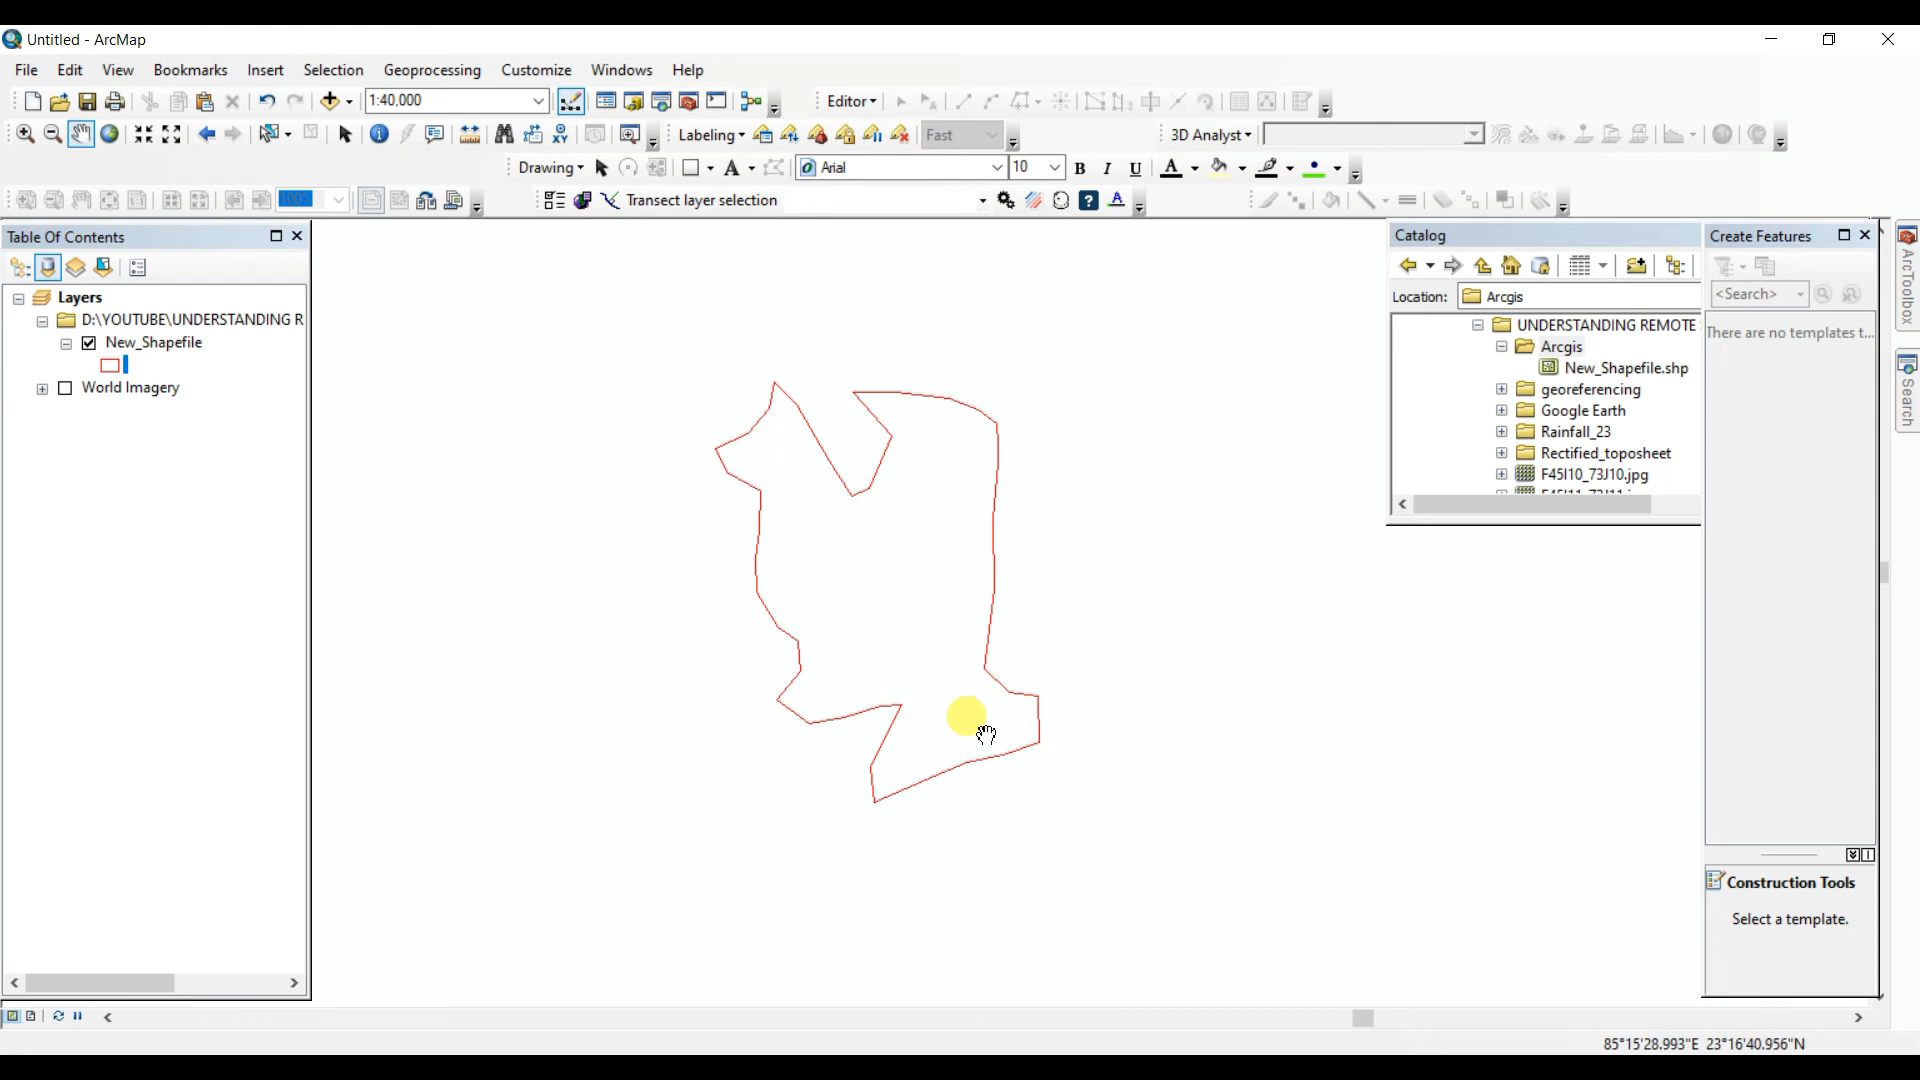 Untitled - ArcMap
File Edit View Bookmarks Insert Selection Geoprocessing Customize Windows Help
1:40,000 Editor
Labeling Fast 3D Analyst
Drawing A Arial 10 B I U A
100% Transect layer selection A
Table Of Contents
Layers
D:\YOUTUBE\UNDERSTANDING R
New_Shapefile
World Imagery
Catalog
Location: Arcgis
UNDERSTANDING REMOTE
Arcgis
New_Shapefile.shp
georeferencing
Google Earth
Rainfall_23
Rectified_toposheet
F45I10_73J10.jpg
Create Features
<Search>
There are no templates t...
Construction Tools
Select a template.
ArcToolbox
Search
85°15'28.993"E 23°16'40.956"N